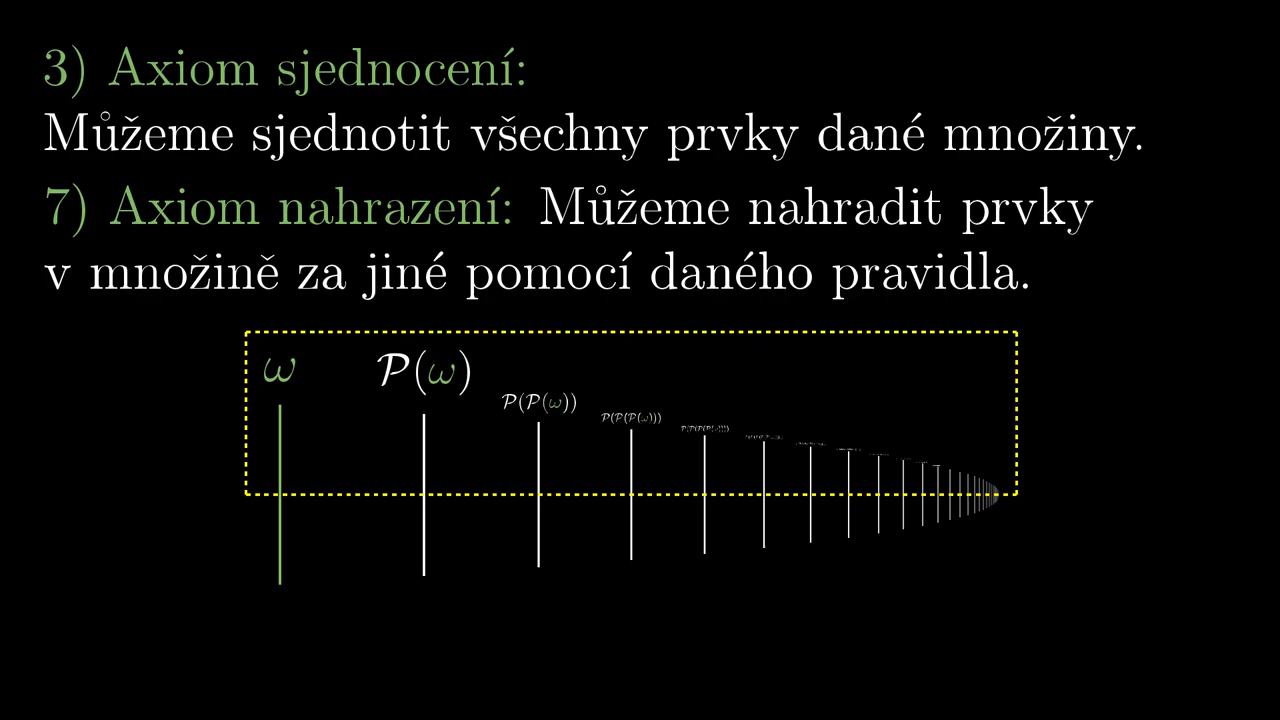 3) Axiom sjednocení:
Můžeme sjednotit všechny prvky dané množiny.
7) Axiom nahrazení: Můžeme nahradit prvky
v množině za jiné pomocí daného pravidla.
ω 𝒫(ω) 𝒫(𝒫(ω)) 𝒫(𝒫(𝒫(ω))) 𝒫(𝒫(𝒫(𝒫(ω))))